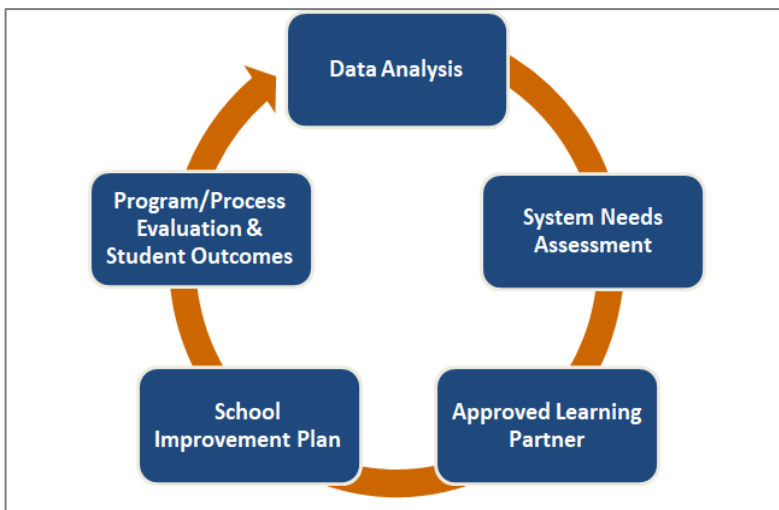 Data Analysis
System Needs
Assessment
Approved Learning
Partner
School
Improvement Plan
Program/Process
Evaluation &
Student Outcomes